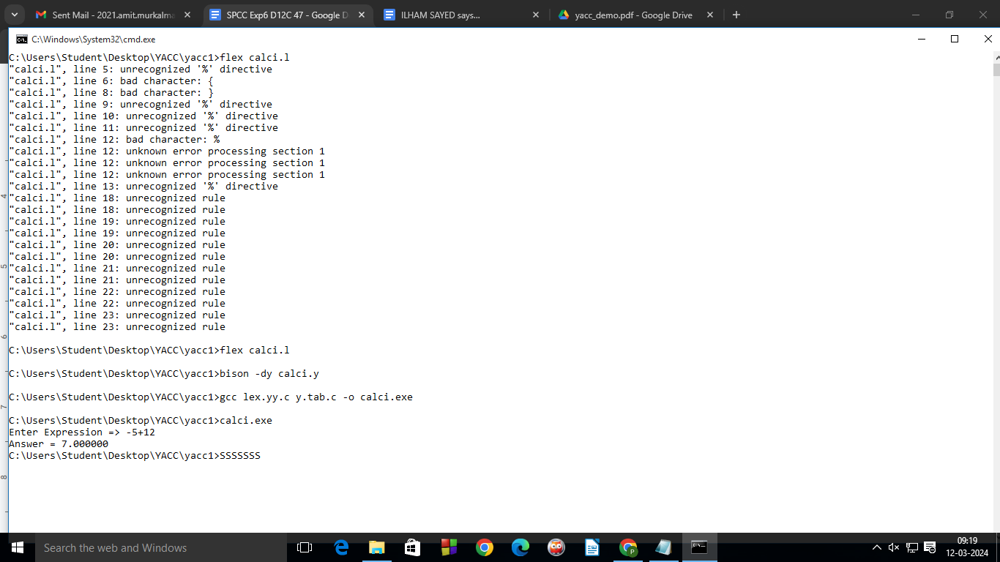 Sent Mail - 2021.amit.murkalma
SPCC Exp6 D12C 47 - Google D
ILHAM SAYED says...
yacc_demo.pdf - Google Drive
C:\Windows\System32\cmd.exe
C:\Users\Student\Desktop\YACC\yacc1>flex calci.l
"calci.l", line 5: unrecognized '%' directive
"calci.l", line 6: bad character: {
"calci.l", line 8: bad character: }
"calci.l", line 9: unrecognized '%' directive
"calci.l", line 10: unrecognized '%' directive
"calci.l", line 11: unrecognized '%' directive
"calci.l", line 12: bad character: %
"calci.l", line 12: unknown error processing section 1
"calci.l", line 12: unknown error processing section 1
"calci.l", line 12: unknown error processing section 1
"calci.l", line 13: unrecognized '%' directive
"calci.l", line 18: unrecognized rule
"calci.l", line 18: unrecognized rule
"calci.l", line 19: unrecognized rule
"calci.l", line 19: unrecognized rule
"calci.l", line 20: unrecognized rule
"calci.l", line 20: unrecognized rule
"calci.l", line 21: unrecognized rule
"calci.l", line 21: unrecognized rule
"calci.l", line 22: unrecognized rule
"calci.l", line 22: unrecognized rule
"calci.l", line 23: unrecognized rule
"calci.l", line 23: unrecognized rule
C:\Users\Student\Desktop\YACC\yacc1>flex calci.l
C:\Users\Student\Desktop\YACC\yacc1>bison -dy calci.y
C:\Users\Student\Desktop\YACC\yacc1>gcc lex.yy.c y.tab.c -o calci.exe
C:\Users\Student\Desktop\YACC\yacc1>calci.exe
Enter Expression => -5+12
Answer = 7.000000
C:\Users\Student\Desktop\YACC\yacc1>SSSSSSS
4
5
6
7
8
Search the web and Windows
09:19
12-03-2024